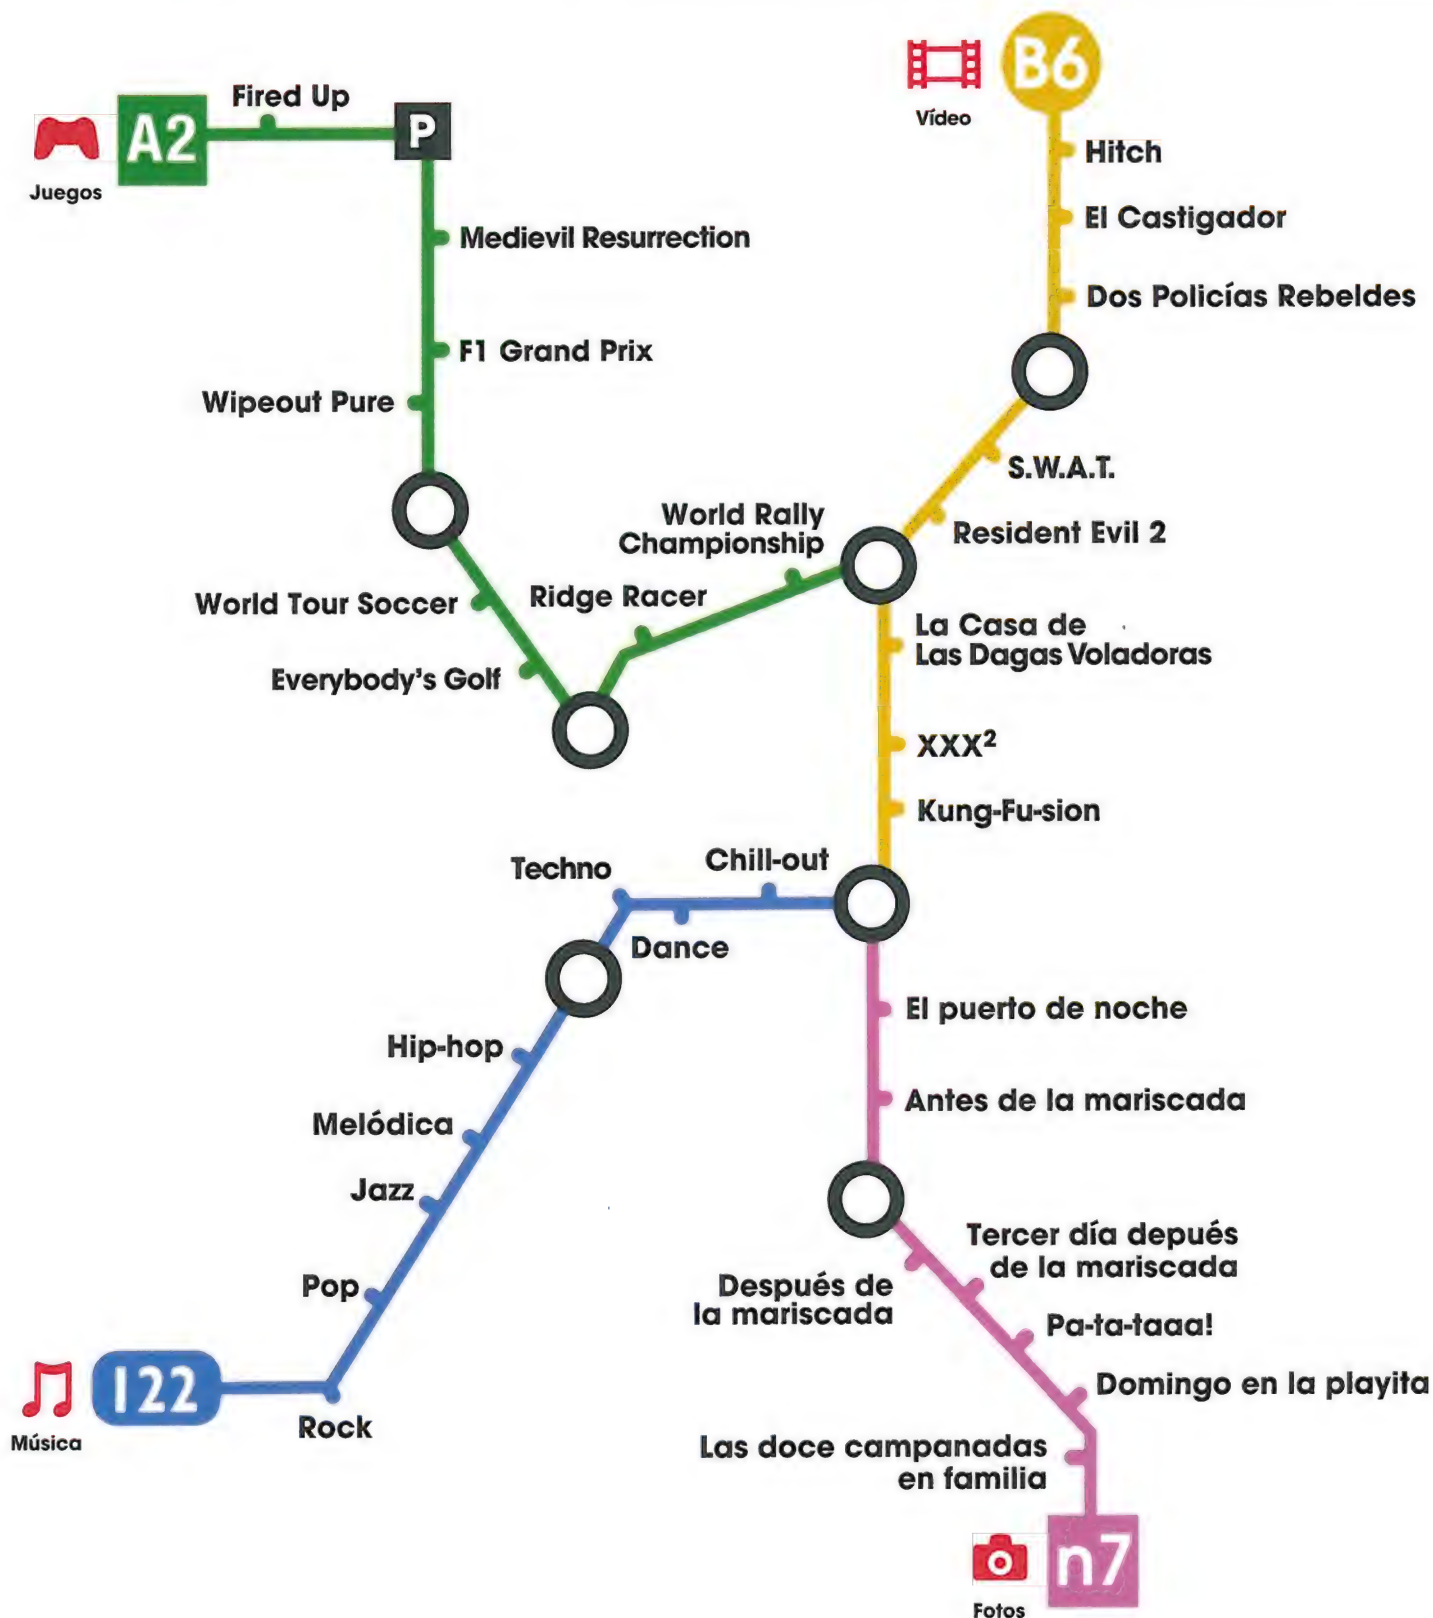 B6
Vídeo
Fired Up
A2
P
Juegos
Hitch
El Castigador
Medievil Resurrection
Dos Policías Rebeldes
F1 Grand Prix
Wipeout Pure
S.W.A.T.
World Rally
Championship
Resident Evil 2
World Tour Soccer
Ridge Racer
La Casa de
Las Dagas Voladoras
Everybody's Golf
XXX²
Kung-Fu-sion
Techno
Chill-out
Dance
El puerto de noche
Hip-hop
Antes de la mariscada
Melódica
Jazz
Tercer día depués
de la mariscada
Después de
la mariscada
Pop
Pa-ta-taaa!
122
Música
Domingo en la playita
Rock
Las doce campanadas
en familia
n7
Fotos